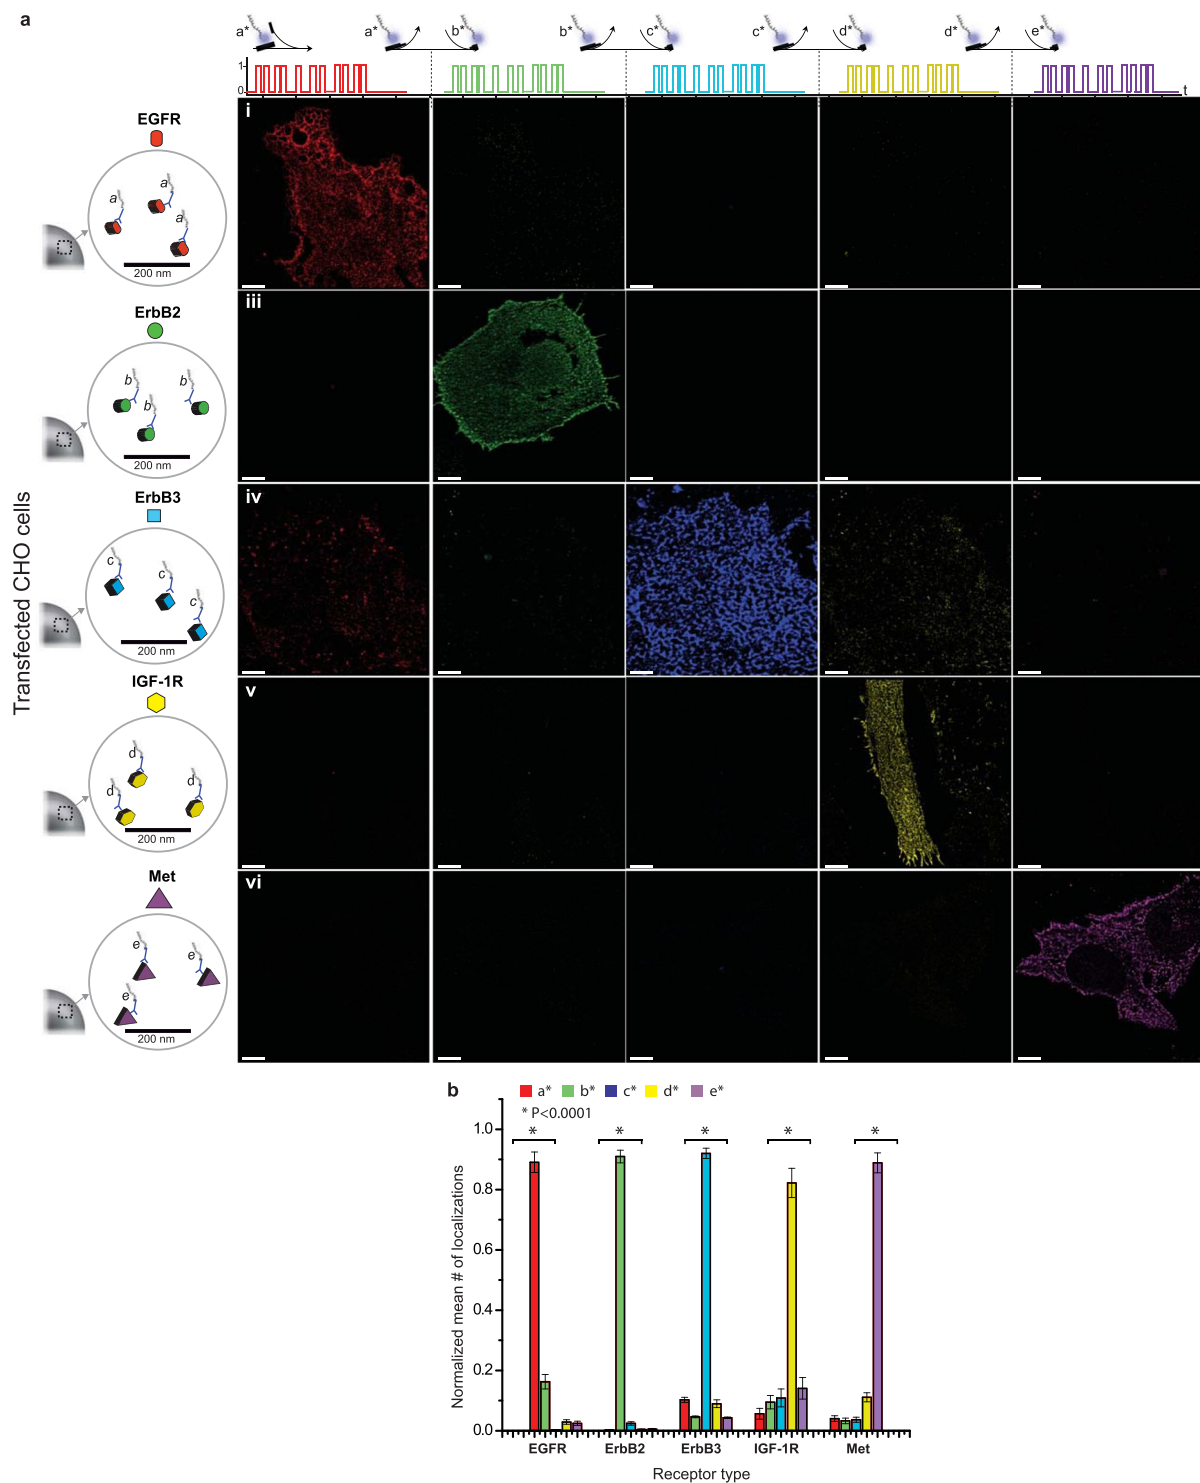 a
a* a* b* b* c* c* d* d* e*
1
0
t
EGFR
i
a
a
a
200 nm
ErbB2
iii
b
b
b
200 nm
ErbB3
iv
c
c
c
200 nm
Transfected CHO cells
IGF-1R
v
d
d
d
200 nm
Met
vi
e
e
e
200 nm
b
a* b* c* d* e*
* P<0.0001
* * * * *
1.0
0.8
0.6
0.4
0.2
0.0
Normalized mean # of localizations
EGFR ErbB2 ErbB3 IGF-1R Met
Receptor type